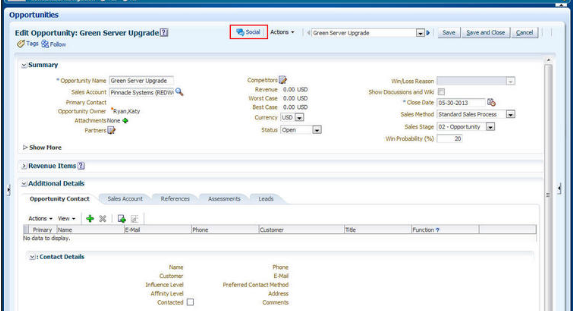 Opportunities
Edit Opportunity: Green Server Upgrade
Social Actions Green Server Upgrade Save Save and Close Cancel
Tags Follow
Summary
* Opportunity Name Green Server Upgrade
Sales Account Pinnacle Systems (REDW
Primary Contact
Opportunity Owner Ryan,Katy
Attachments None
Partners
Competitors
Revenue 0.00 USD
Worst Case 0.00 USD
Best Case 0.00 USD
Currency USD
Status Open
Win/Loss Reason
Show Discussions and Wiki
* Close Date 05-30-2013
Sales Method Standard Sales Process
Sales Stage 02 - Opportunity
Win Probability (%) 20
Show More
Revenue Items
Additional Details
Opportunity Contact Sales Account References Assessments Leads
Actions View
Primary Name E-Mail Phone Customer Title Function
No data to display.
Contact Details
Name
Customer
Influence Level
Affinity Level
Contacted
Phone
E-Mail
Preferred Contact Method
Address
Comments